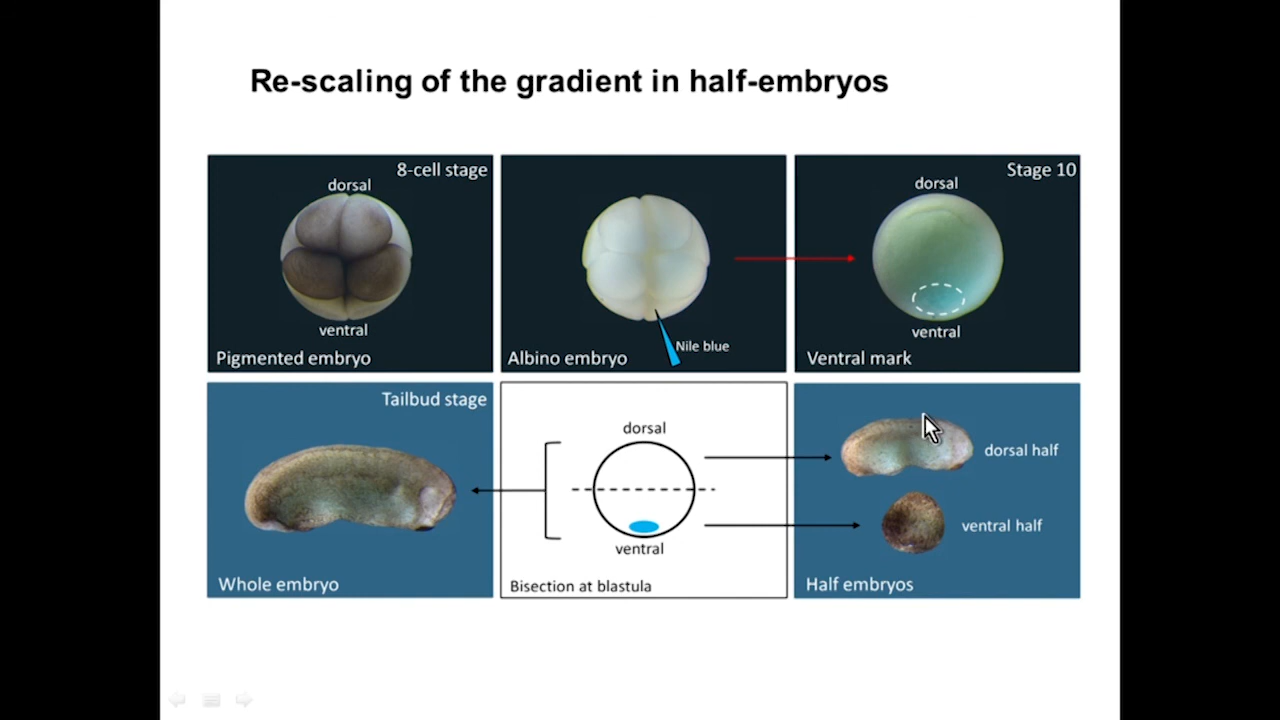 Re-scaling of the gradient in half-embryos
8-cell stage
dorsal
ventral
Pigmented embryo
Nile blue
Albino embryo
Stage 10
dorsal
ventral
Ventral mark
Tailbud stage
Whole embryo
dorsal
ventral
Bisection at blastula
dorsal half
ventral half
Half embryos